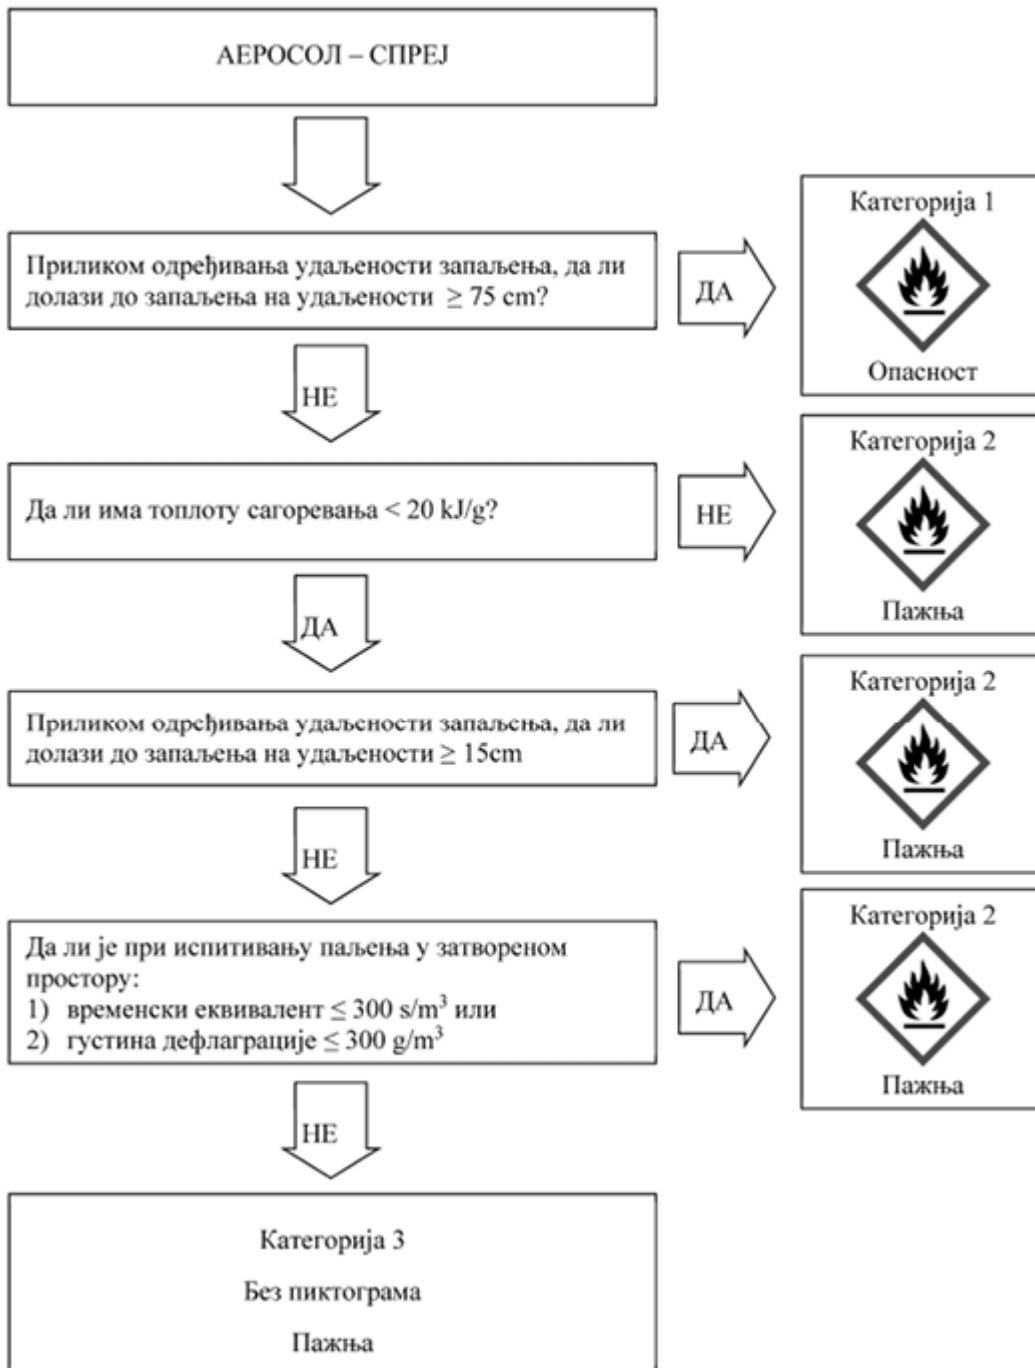 АЕРОСОЛ – СПРЕЈ
Приликом одређивања удаљености запаљења, да ли
долази до запаљења на удаљености ≥ 75 cm?
ДА
Категорија 1
Опасност
НЕ
Да ли има топлоту сагоревања < 20 kJ/g?
НЕ
Категорија 2
Пажња
ДА
Приликом одређивања удаљености запаљења, да ли
долази до запаљења на удаљености ≥ 15cm
ДА
Категорија 2
Пажња
НЕ
Да ли је при испитивању паљења у затвореном
простору:
1) временски еквивалент ≤ 300 s/m³ или
2) густина дефлаграције ≤ 300 g/m³
ДА
Категорија 2
Пажња
НЕ
Категорија 3
Без пиктограма
Пажња